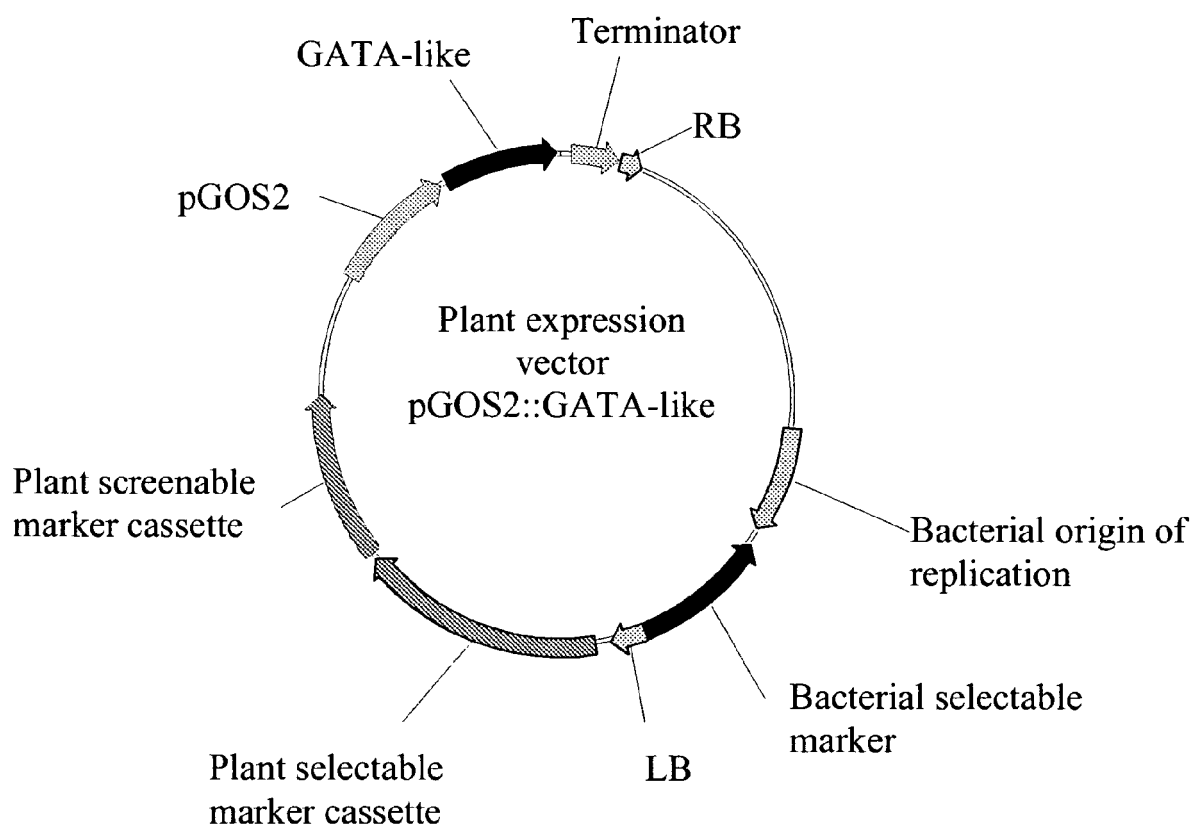 Terminator
GATA-like
RB
pGOS2
Plant expression
vector
pGOS2::GATA-like
Plant screenable
marker cassette
Bacterial origin of
replication
Bacterial selectable
marker
LB
Plant selectable
marker cassette